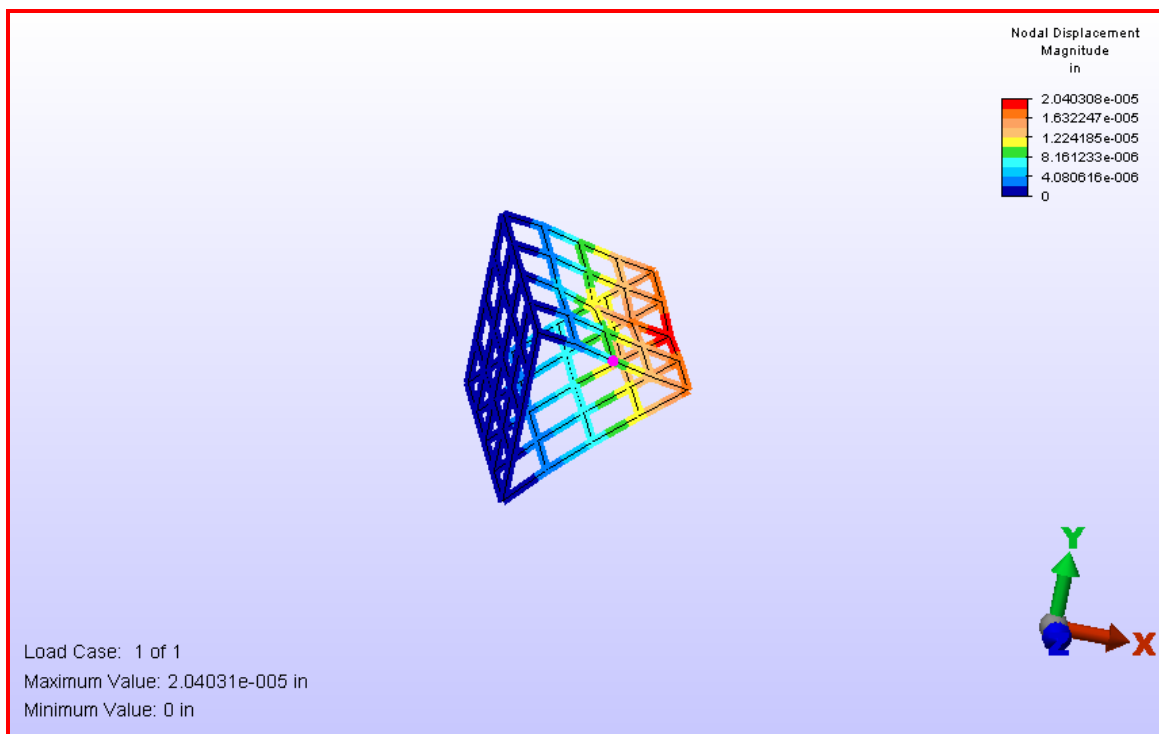 Nodal Displacement
Magnitude
in
2.040308e-005
1.632247e-005
1.224185e-005
8.161233e-006
4.080616e-006
0
Y
Z
X
Load Case: 1 of 1
Maximum Value: 2.04031e-005 in
Minimum Value: 0 in